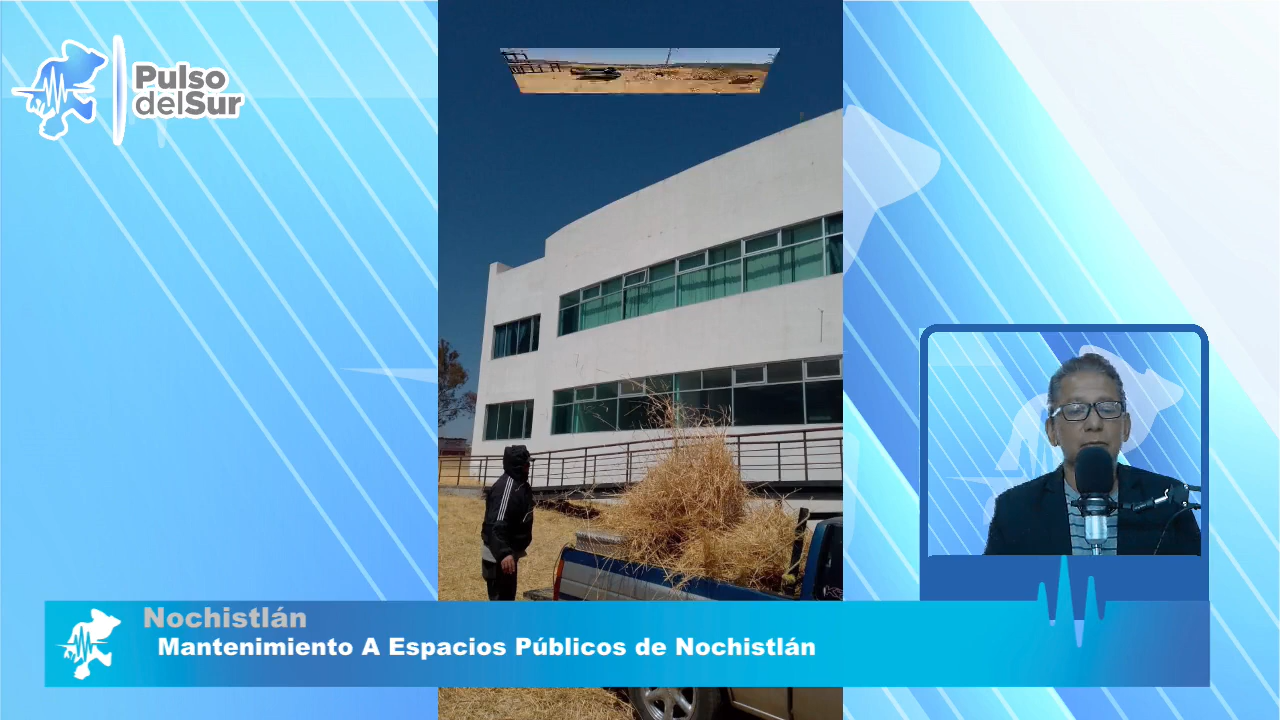 Pulso
delSur
Nochistlán
Mantenimiento A Espacios Públicos de Nochistlán